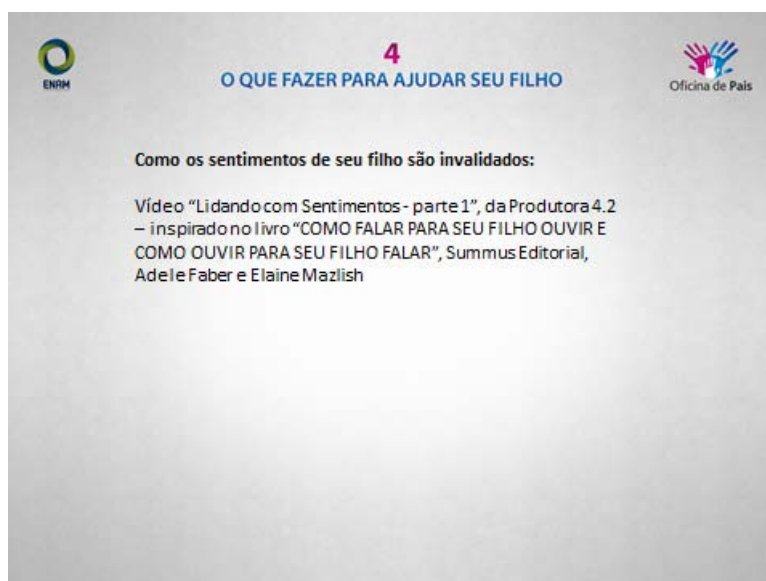 4
ENAM
O QUE FAZER PARA AJUDAR SEU FILHO
Oficina de Pais
Como os sentimentos de seu filho são invalidados:
Vídeo “Lidando com Sentimentos - parte 1”, da Produtora 4.2
– inspirado no livro “COMO FALAR PARA SEU FILHO OUVIR E
COMO OUVIR PARA SEU FILHO FALAR”, Summus Editorial,
Adele Faber e Elaine Mazlish